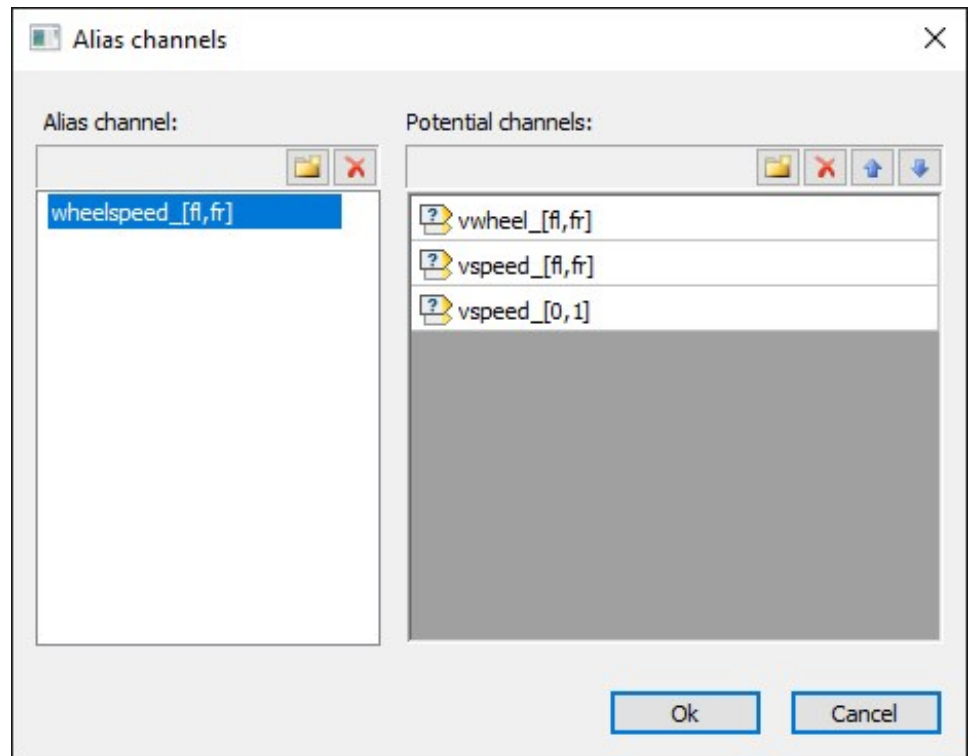 Alias channels
Alias channel:
Potential channels:
wheelspeed_[fl,fr]
vwheel_[fl,fr]
vspeed_[fl,fr]
vspeed_[0,1]
Ok
Cancel